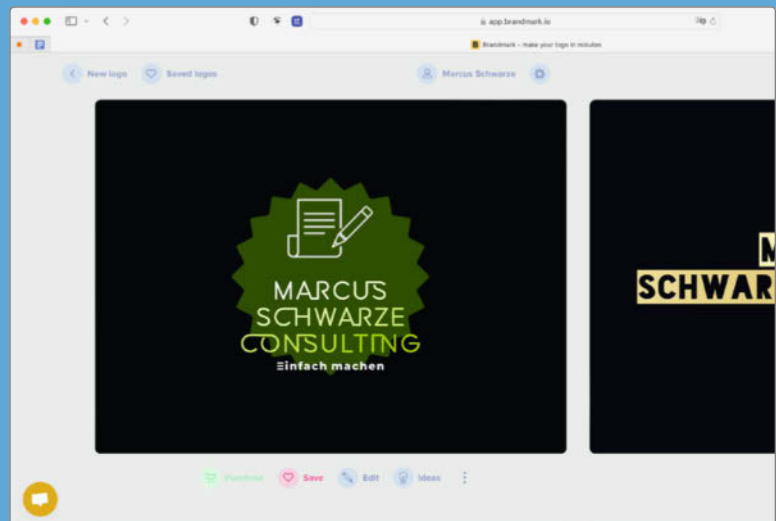 app.brandmark.io
Brandmark - make your logo in minutes
New logo
Saved logos
Marcus Schwarze
MARCUS
SCHWARZE
CONSULTING
Einfach machen
M
SCHWAR
Purchase
Save
Edit
Ideas